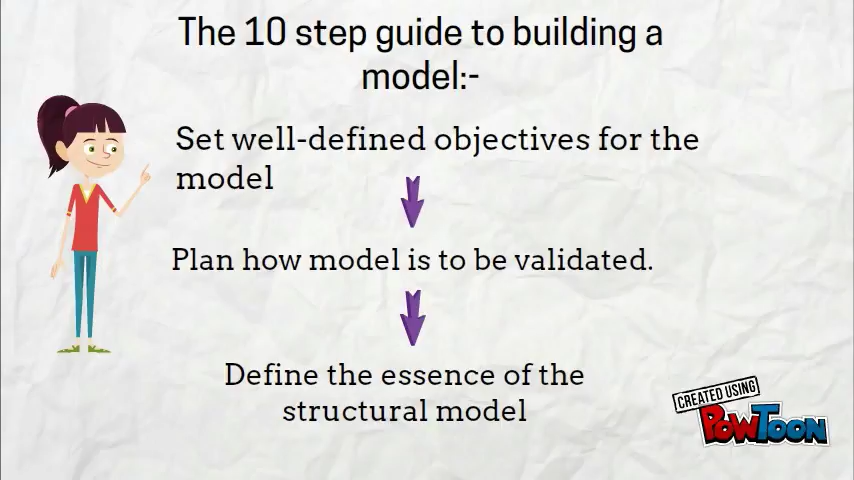 The 10 step guide to building a
model:-
Set well-defined objectives for the
model
Plan how model is to be validated.
Define the essence of the
structural model
CREATED USING
POWTOON